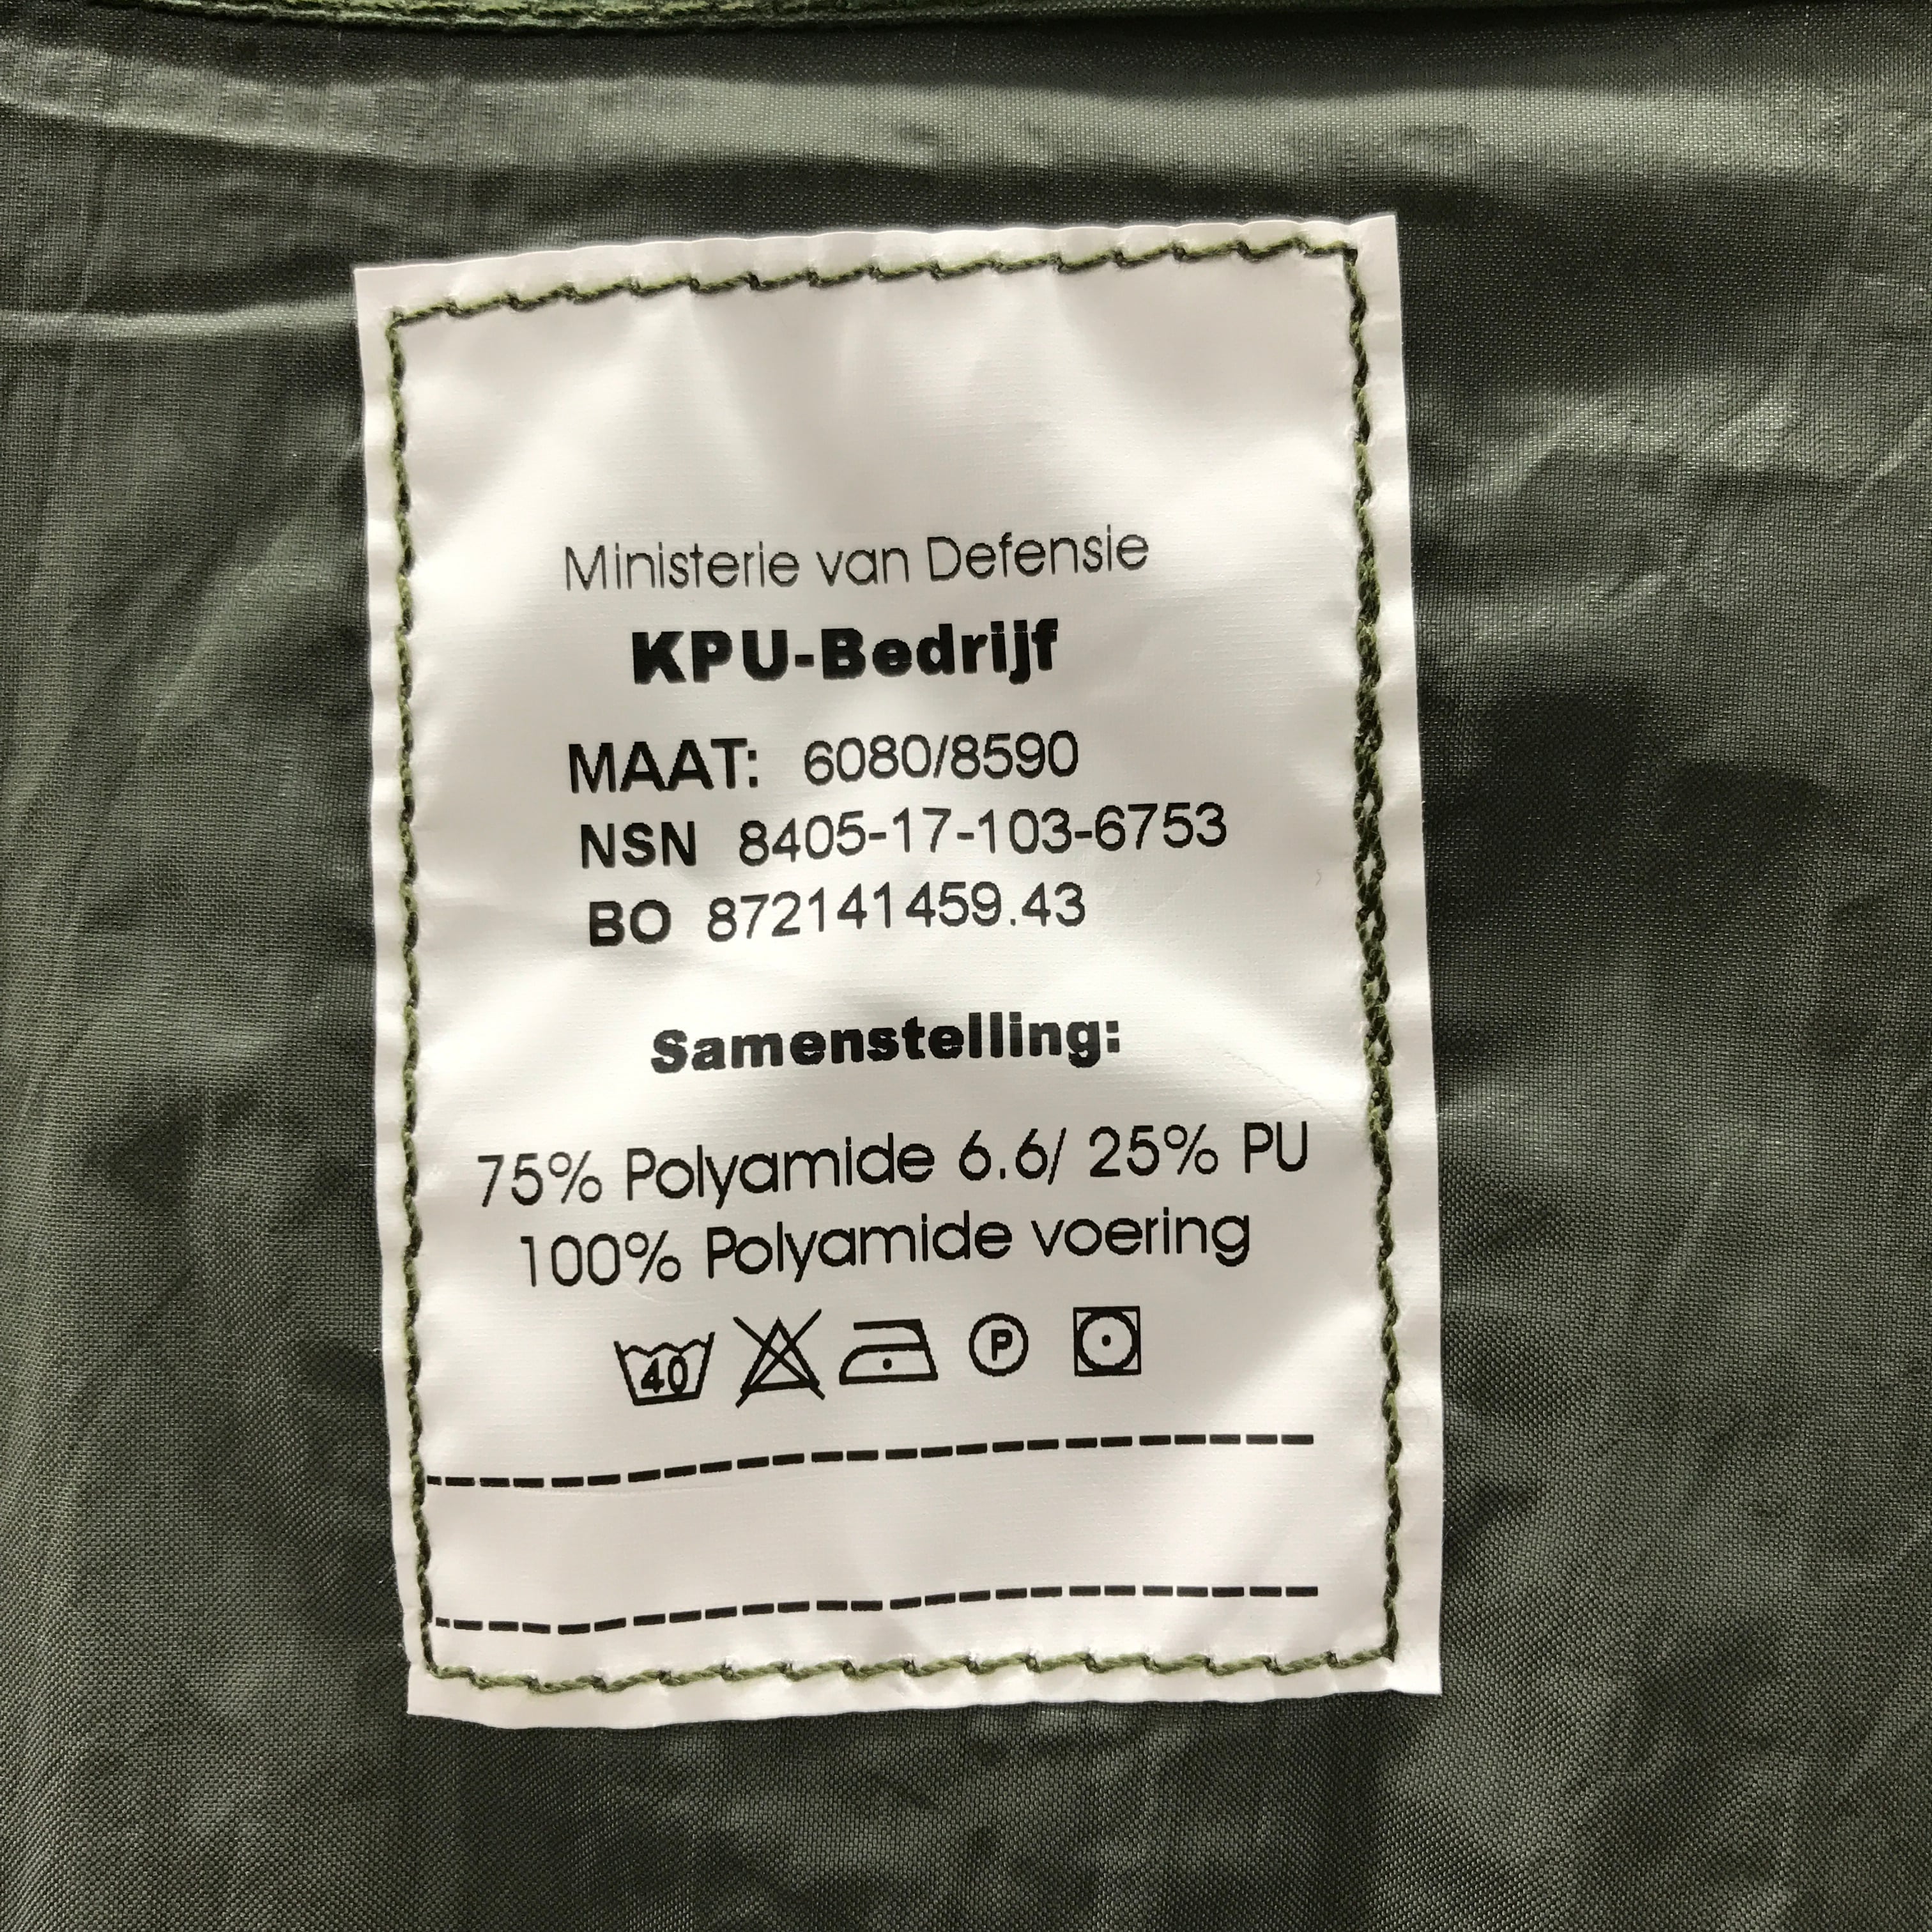 Ministerie van Defensie
KPU-Bedrijf
MAAT: 6080/8590
NSN 8405-17-103-6753
BO 872141459.43
Samenstelling:
75% Polyamide 6.6/ 25% PU
100% Polyamide voering
40 P